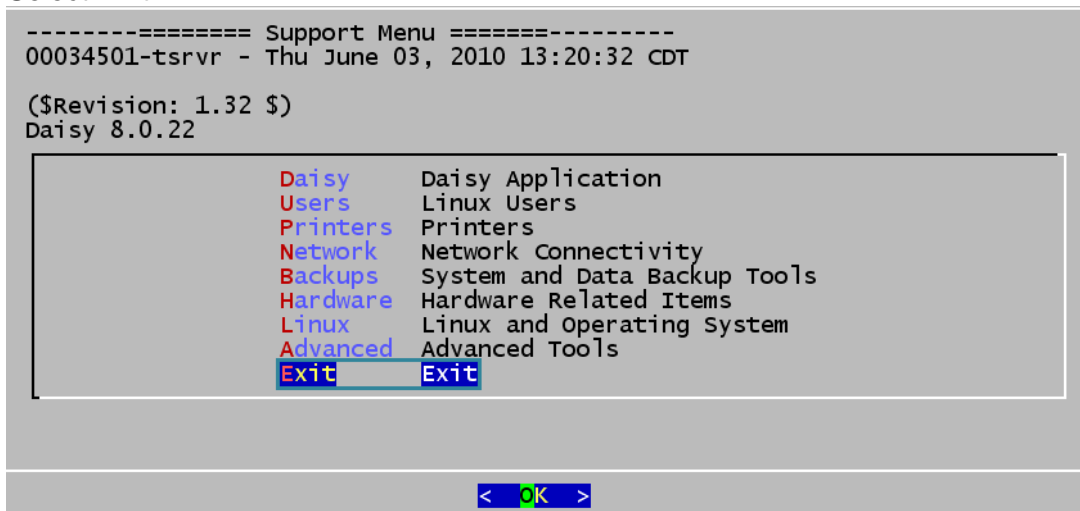 --------======== Support Menu =======---------
00034501-tsrvr - Thu June 03, 2010 13:20:32 CDT
($Revision: 1.32 $)
Daisy 8.0.22
Daisy Daisy Application
Users Linux Users
Printers Printers
Network Network Connectivity
Backups System and Data Backup Tools
Hardware Hardware Related Items
Linux Linux and Operating System
Advanced Advanced Tools
Exit Exit
< OK >